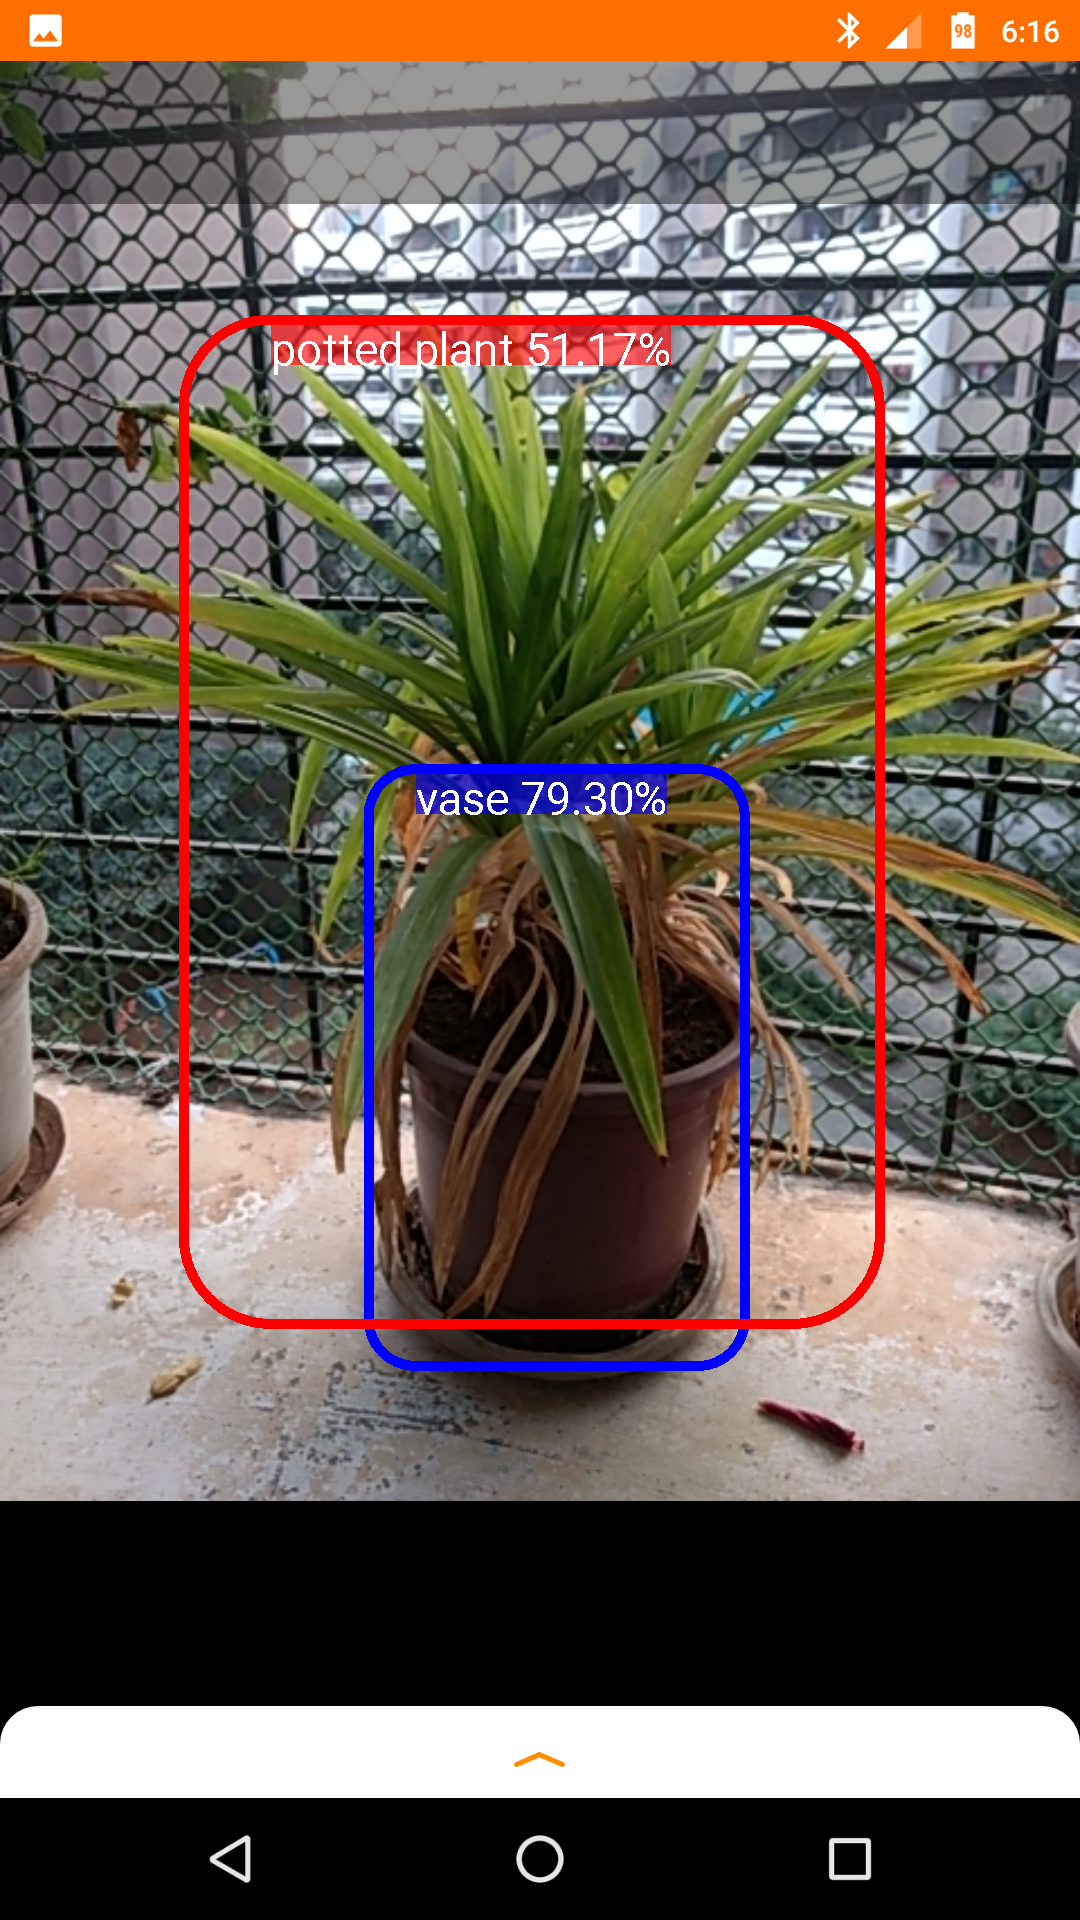 98 6:16
potted plant 51.17%
vase 79.30%